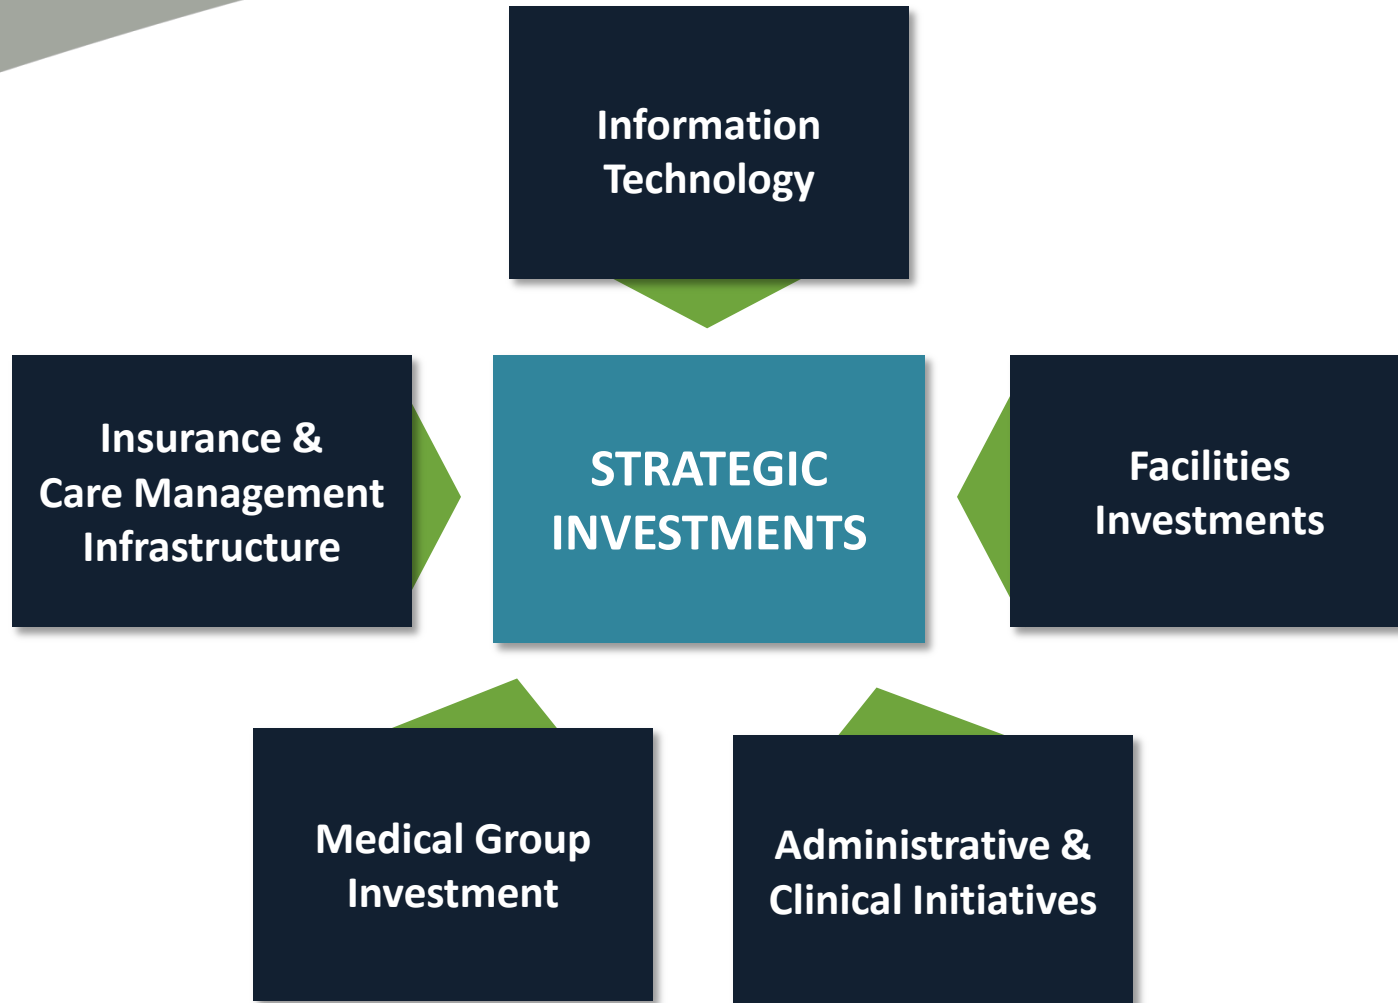 Information
Technology
Insurance &
Care Management
Infrastructure
STRATEGIC
INVESTMENTS
Facilities
Investments
Medical Group
Investment
Administrative &
Clinical Initiatives